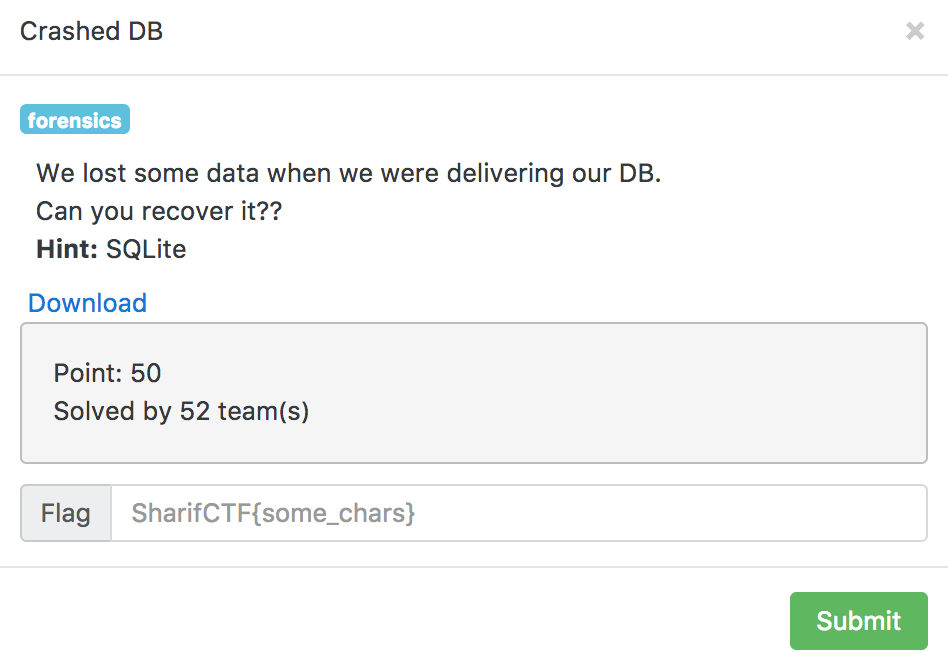 Crashed DB ×
forensics
We lost some data when we were delivering our DB.
Can you recover it??
Hint: SQLite
Download
Point: 50
Solved by 52 team(s)
Flag SharifCTF{some_chars}
Submit